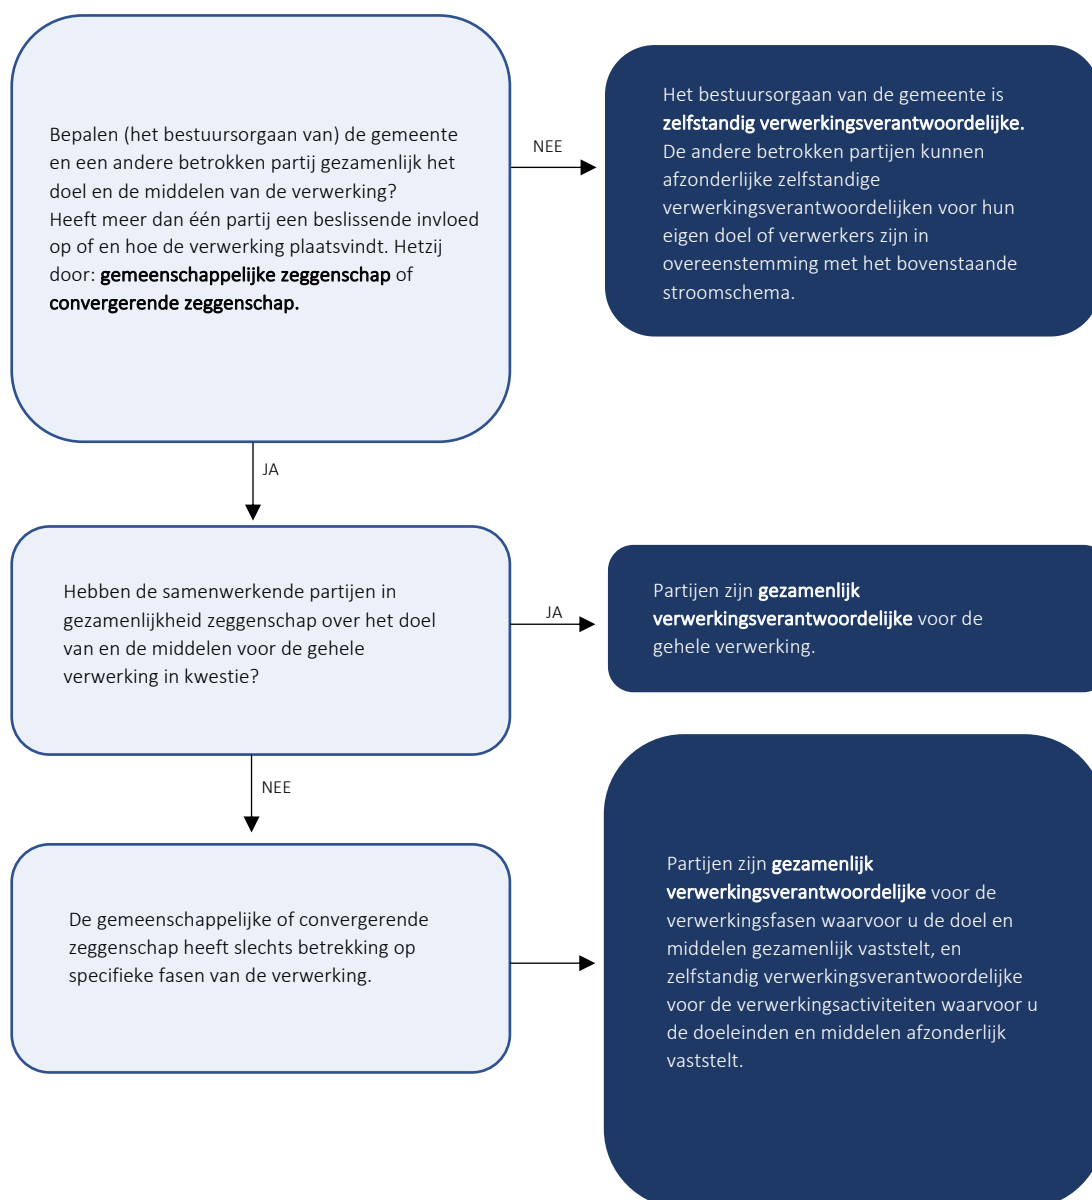 Bepalen (het bestuursorgaan van) de gemeente
en een andere betrokken partij gezamenlijk het
doel en de middelen van de verwerking?
Heeft meer dan één partij een beslissende invloed
op of en hoe de verwerking plaatsvindt. Hetzij
door: gemeenschappelijke zeggenschap of
convergerende zeggenschap.
NEE
Het bestuursorgaan van de gemeente is
zelfstandig verwerkingsverantwoordelijke.
De andere betrokken partijen kunnen
afzonderlijke zelfstandige
verwerkingsverantwoordelijken voor hun
eigen doel of verwerkers zijn in
overeenstemming met het bovenstaande
stroomschema.
JA
Hebben de samenwerkende partijen in
gezamenlijkheid zeggenschap over het doel
van en de middelen voor de gehele
verwerking in kwestie?
JA
Partijen zijn gezamenlijk
verwerkingsverantwoordelijke voor de
gehele verwerking.
NEE
De gemeenschappelijke of convergerende
zeggenschap heeft slechts betrekking op
specifieke fasen van de verwerking.
Partijen zijn gezamenlijk
verwerkingsverantwoordelijke voor de
verwerkingsfasen waarvoor u de doel en
middelen gezamenlijk vaststelt, en
zelfstandig verwerkingsverantwoordelijke
voor de verwerkingsactiviteiten waarvoor u
de doeleinden en middelen afzonderlijk
vaststelt.